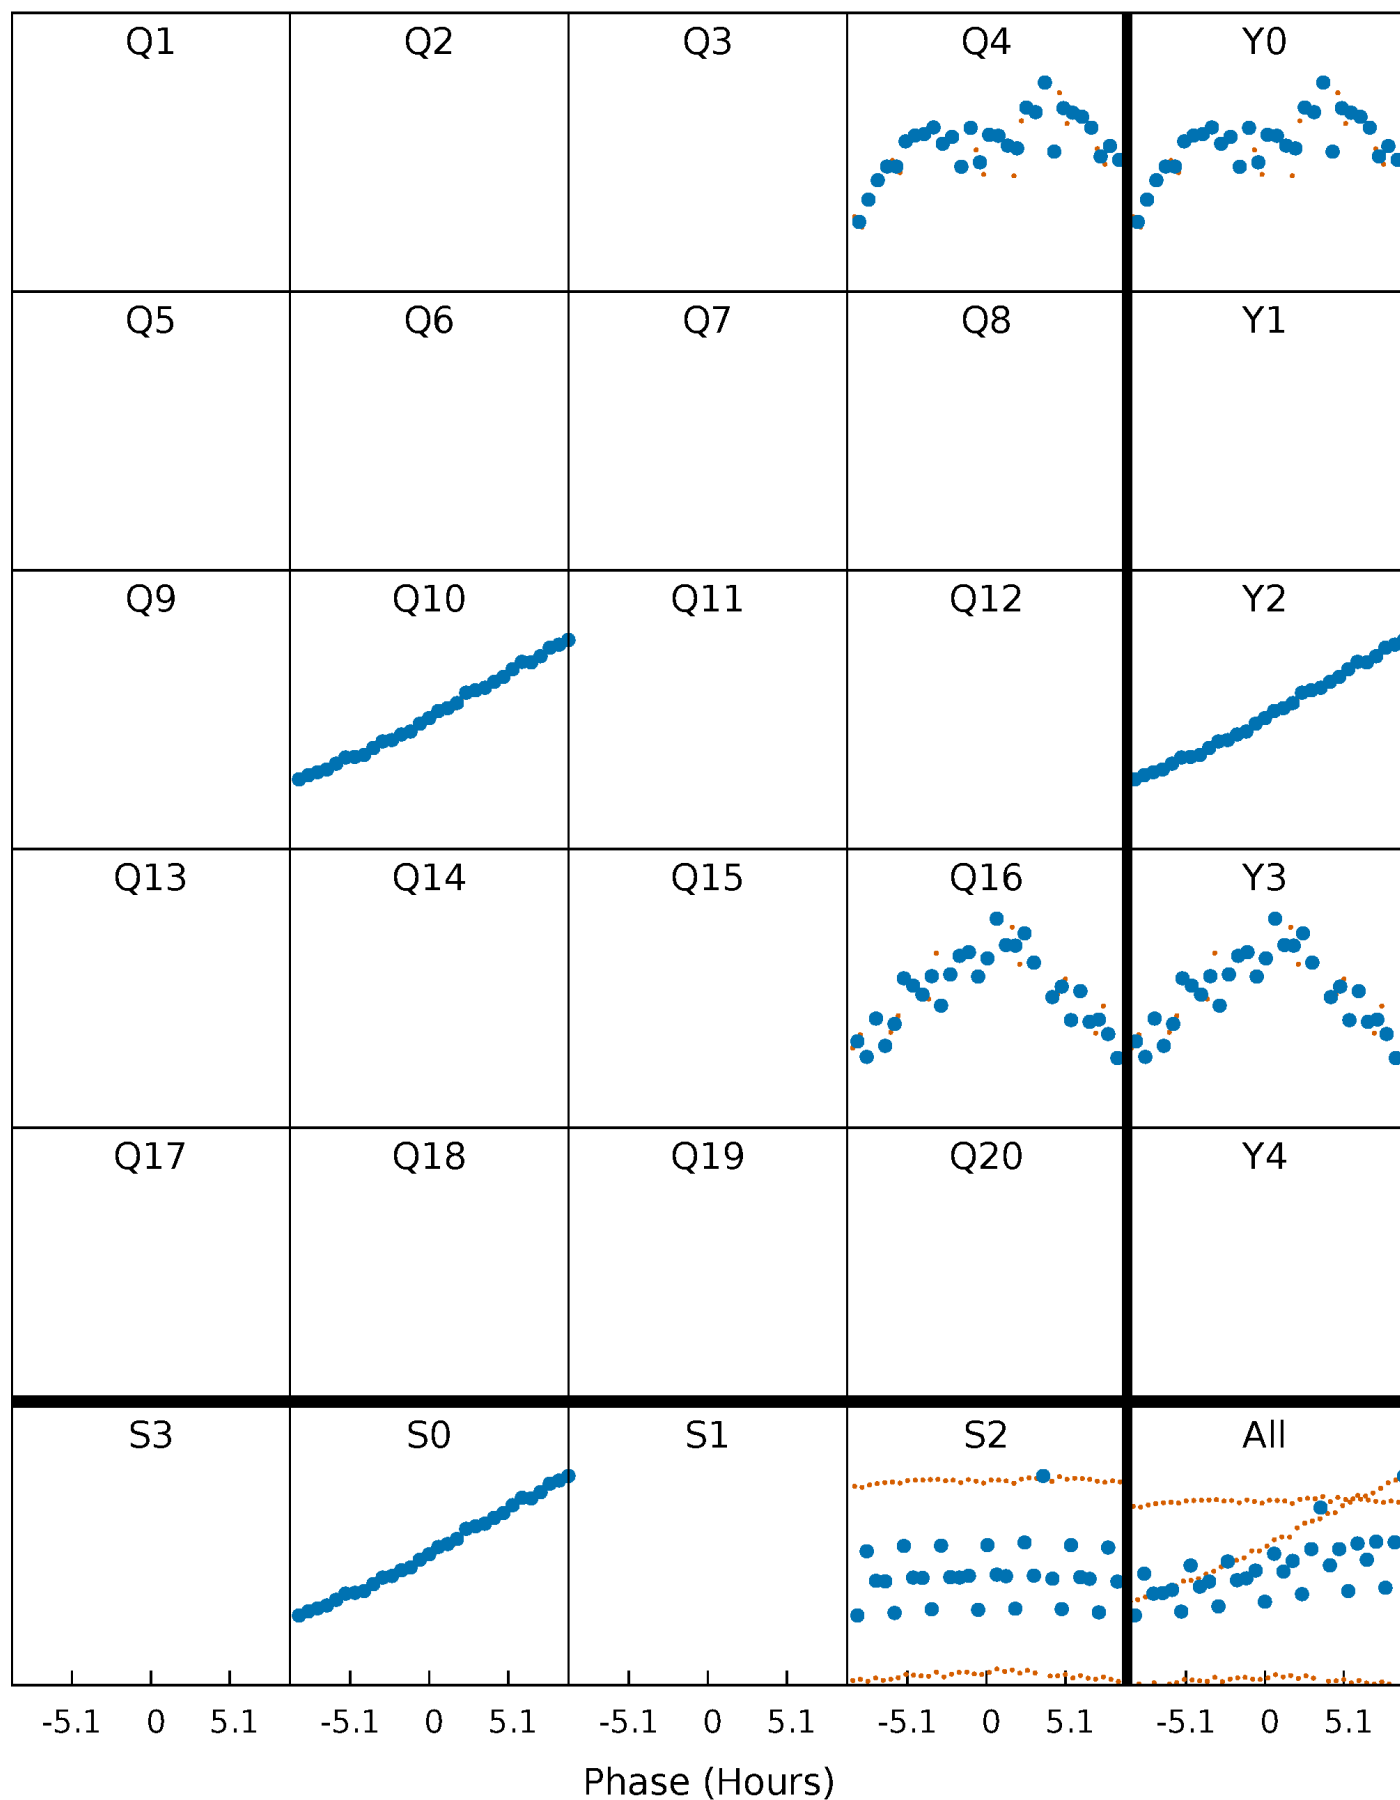 Q1 Q2 Q3 Q4 Y0
Q5 Q6 Q7 Q8 Y1
Q9 Q10 Q11 Q12 Y2
Q13 Q14 Q15 Q16 Y3
Q17 Q18 Q19 Q20 Y4
S3 S0 S1 S2 All
-5.1 0 5.1 -5.1 0 5.1 -5.1 0 5.1 -5.1 0 5.1 -5.1 0 5.1
Phase (Hours)